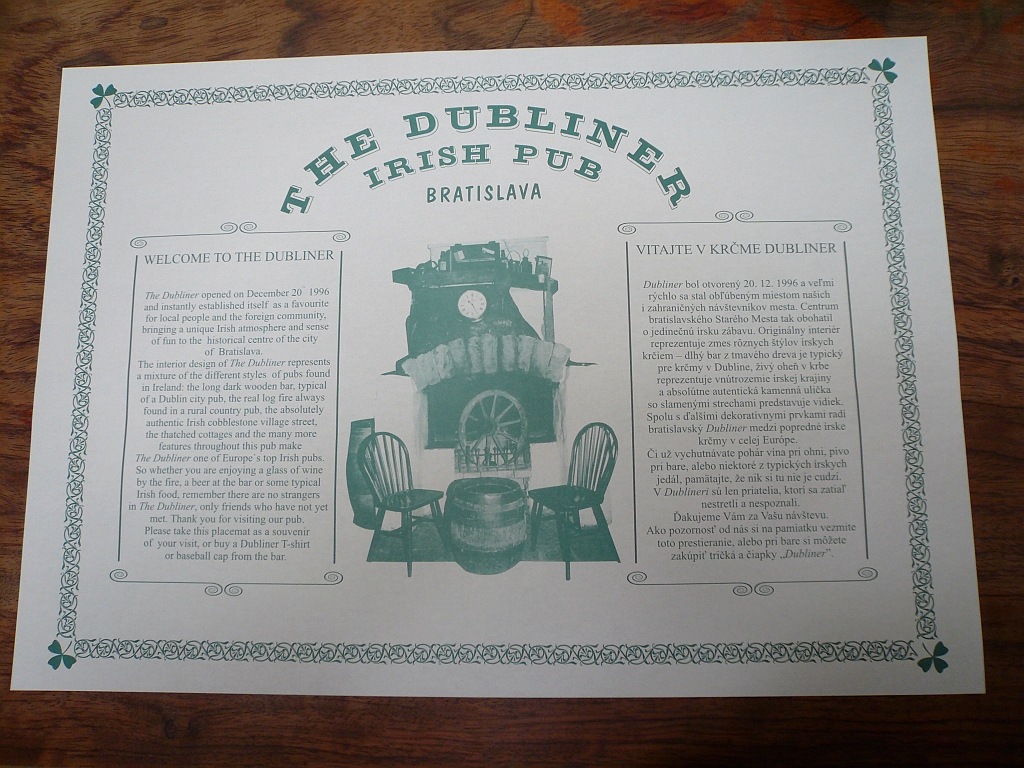 THE DUBLINER
IRISH PUB
BRATISLAVA
WELCOME TO THE DUBLINER
The Dubliner opened on December 20 1996
and instantly established itself as a favourite
for local people and the foreign community,
bringing a unique Irish atmosphere and sense
of fun to the historical centre of the city
of Bratislava.
The interior design of The Dubliner represents
a mixture of the different styles of pubs found
in Ireland: the long dark wooden bar, typical
of a Dublin city pub, the real log fire always
found in a rural country pub, the absolutely
authentic Irish cobblestone village street,
the thatched cottages and the many more
features throughout this pub make
The Dubliner one of Europe´s top Irish pubs.
So whether you are enjoying a glass of wine
by the fire, a beer at the bar or some typical
Irish food, remember there are no strangers
in The Dubliner, only friends who have not yet
met. Thank you for visiting our pub.
Please take this placemat as a souvenir
of your visit, or buy a Dubliner T-shirt
or baseball cap from the bar.
VITAJTE V KRČME DUBLINER
Dubliner bol otvorený 20. 12. 1996 a veľmi
rýchlo sa stal obľúbeným miestom našich
i zahraničných návštevníkov mesta. Centrum
bratislavského Starého Mesta tak obohatil
o jedinečnú írsku zábavu. Originálny interiér
reprezentuje zmes rôznych štýlov írskych
krčiem – dlhý bar z tmavého dreva je typický
pre krčmy v Dubline, živý oheň v krbe
reprezentuje vnútrozemie írskej krajiny
a absolútne autentická kamenná ulička
so slamenými strechami predstavuje vidiek.
Spolu s ďalšími dekoratívnymi prvkami radí
bratislavský Dubliner medzi popredné írske
krčmy v celej Európe.
Či už vychutnávate pohár vína pri ohni, pivo
pri bare, alebo niektoré z typických írskych
jedál, pamätajte, že nik si tu nie je cudzí.
V Dublineri sú len priatelia, ktorí sa zatiaľ
nestretli a nespoznali.
Ďakujeme Vám za Vašu návštevu.
Ako pozornosť od nás si na pamiatku vezmite
toto prestieranie, alebo pri bare si môžete
zakúpiť tričká a čiapky „Dubliner”.